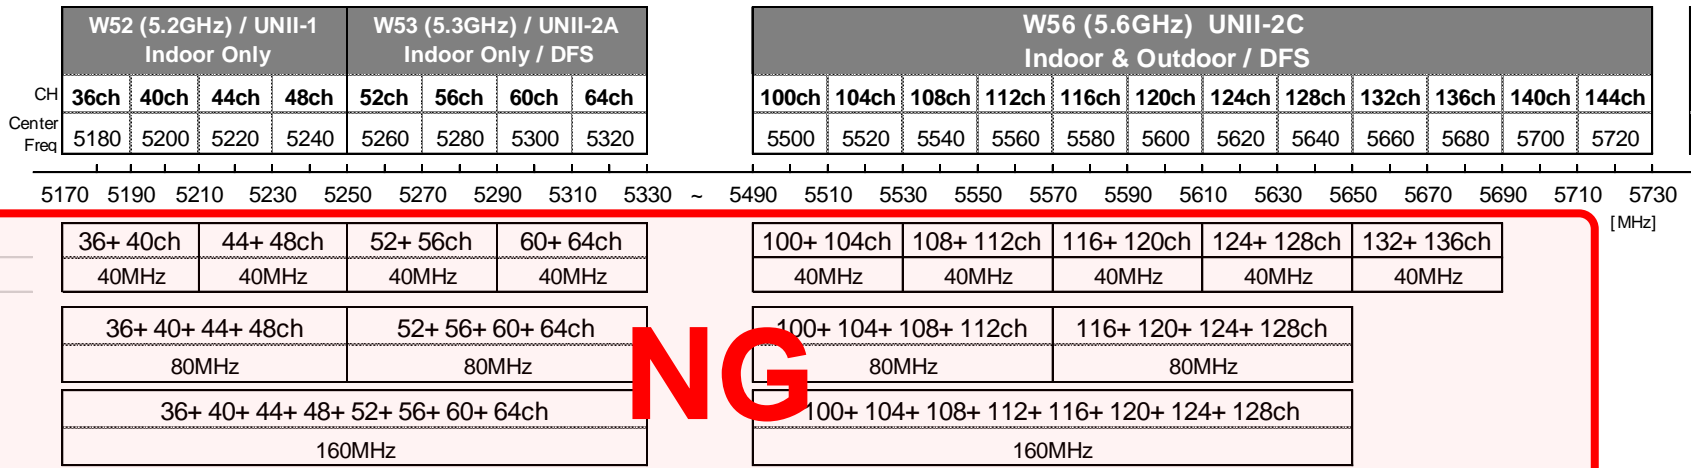 W52 (5.2GHz) / UNII-1 W53 (5.3GHz) / UNII-2A W56 (5.6GHz) UNII-2C
Indoor Only Indoor Only / DFS Indoor & Outdoor / DFS
CH 36ch 40ch 44ch 48ch 52ch 56ch 60ch 64ch 100ch 104ch 108ch 112ch 116ch 120ch 124ch 128ch 132ch 136ch 140ch 144ch
Center Freq 5180 5200 5220 5240 5260 5280 5300 5320 5500 5520 5540 5560 5580 5600 5620 5640 5660 5680 5700 5720
5170 5190 5210 5230 5250 5270 5290 5310 5330 ~ 5490 5510 5530 5550 5570 5590 5610 5630 5650 5670 5690 5710 5730
[MHz]
36+40ch 44+48ch 52+56ch 60+64ch 100+104ch 108+112ch 116+120ch 124+128ch 132+136ch
40MHz 40MHz 40MHz 40MHz 40MHz 40MHz 40MHz 40MHz 40MHz
36+40+44+48ch 52+56+60+64ch 100+104+108+112ch 116+120+124+128ch
80MHz 80MHz 80MHz 80MHz
NG
36+40+44+48+52+56+60+64ch 100+104+108+112+116+120+124+128ch
160MHz 160MHz